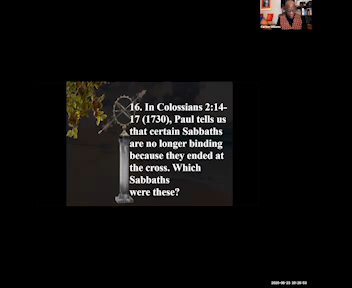 16. In Colossians 2:14-
17 (1730), Paul tells us
that certain Sabbaths
are no longer binding
because they ended at
the cross. Which
Sabbaths
were these?